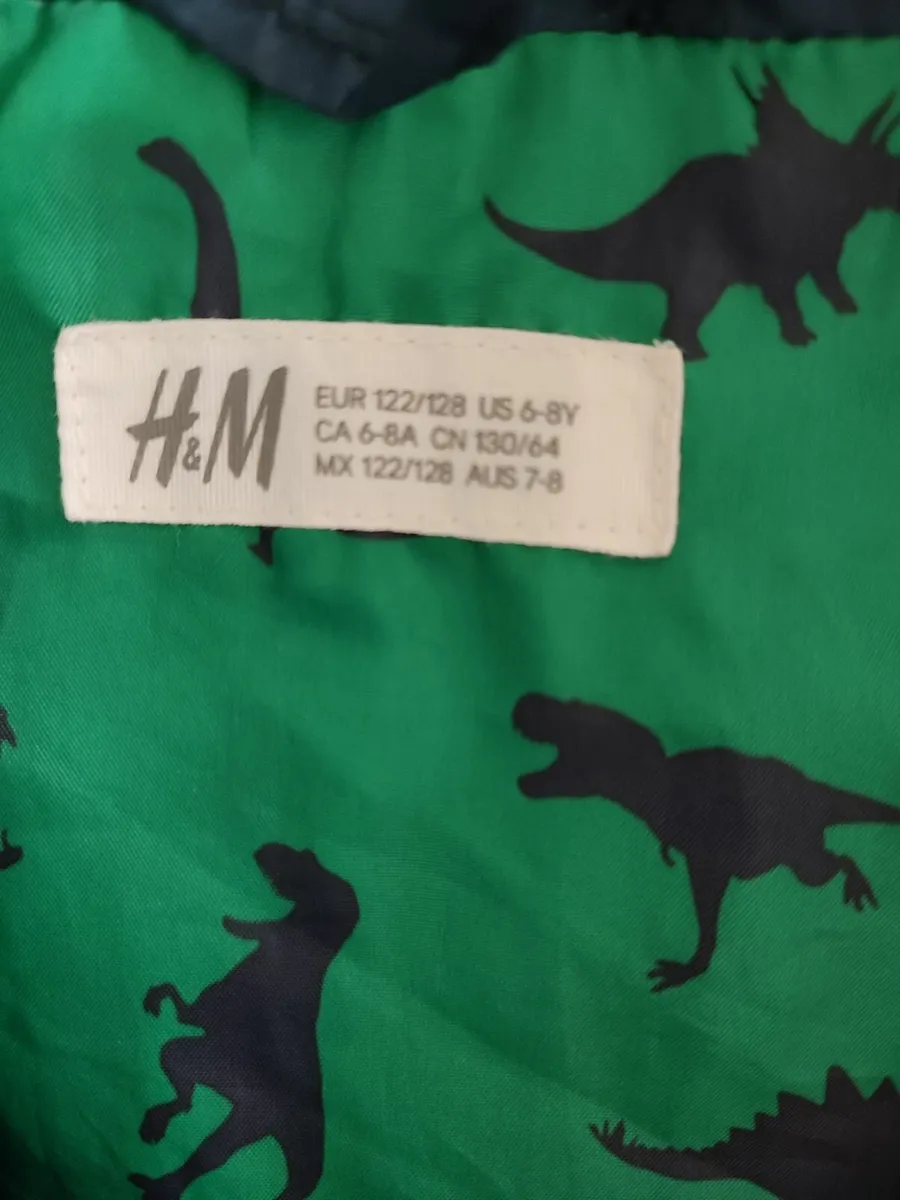 H&M
EUR 122/128 US 6-8Y
CA 6-8A CN 130/64
MX 122/128 AUS 7-8